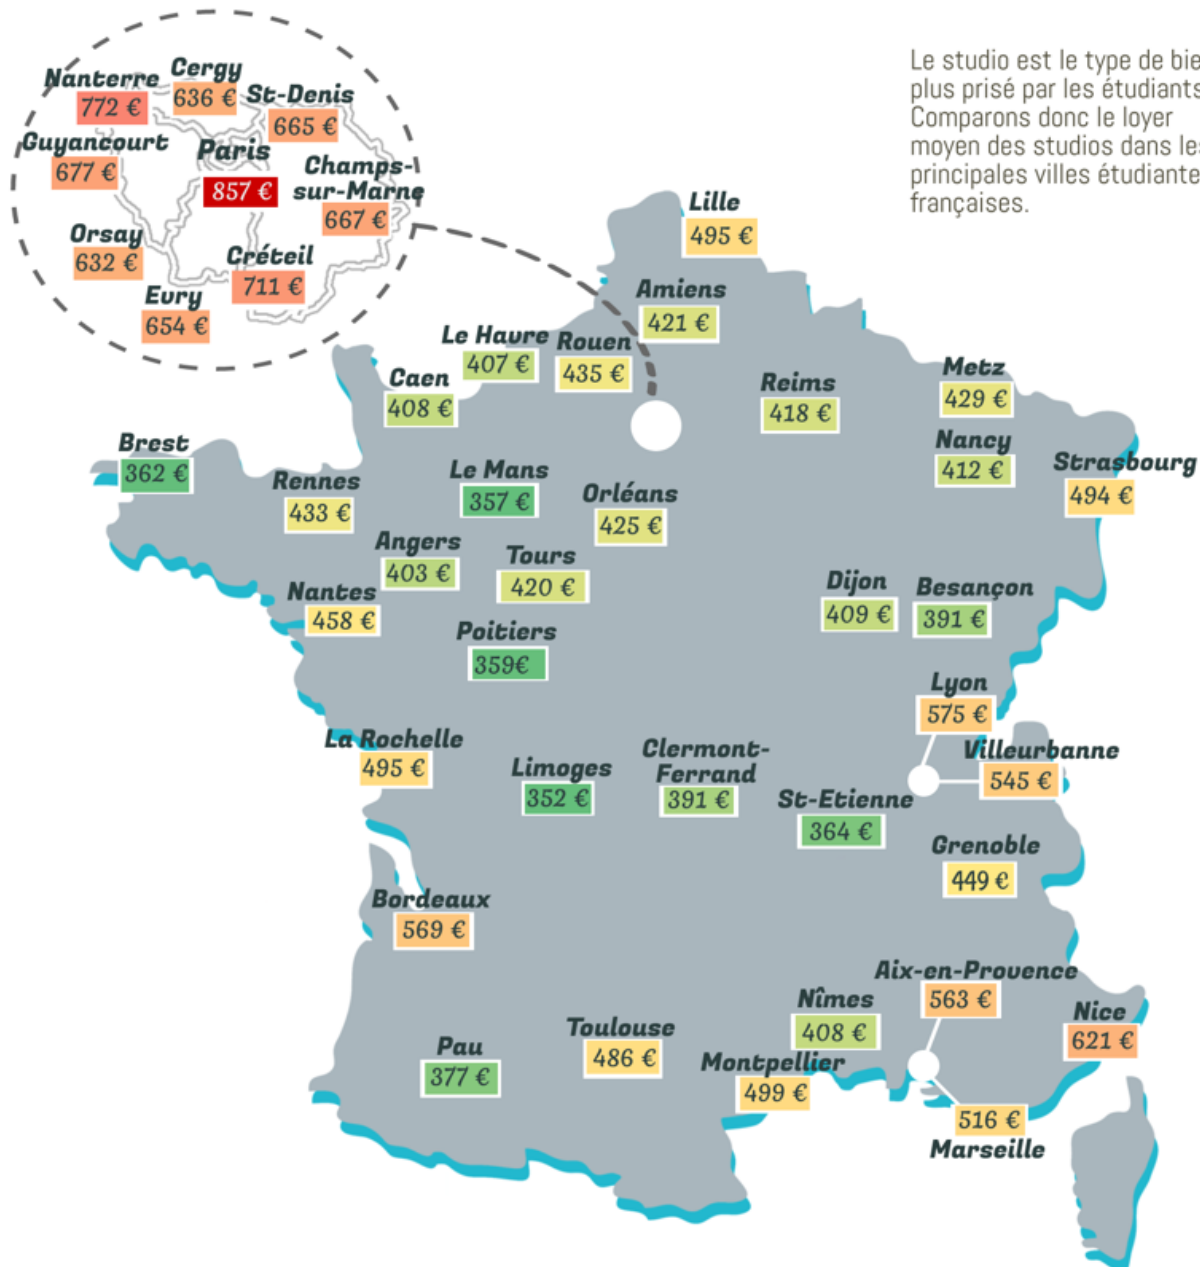 Le studio est le type de bie
plus prisé par les étudiants
Comparons donc le loyer
moyen des studios dans les
principales villes étudiante
françaises.
Nanterre
772 €
Cergy
636 €
St-Denis
665 €
Guyancourt
677 €
Paris
857 €
Champs-
sur-Marne
667 €
Orsay
632 €
Créteil
711 €
Evry
654 €
Lille
495 €
Amiens
421 €
Le Havre
407 €
Rouen
435 €
Caen
408 €
Reims
418 €
Metz
429 €
Nancy
412 €
Strasbourg
494 €
Brest
362 €
Rennes
433 €
Le Mans
357 €
Orléans
425 €
Angers
403 €
Tours
420 €
Nantes
458 €
Dijon
409 €
Besançon
391 €
Poitiers
359€
Lyon
575 €
Villeurbanne
545 €
La Rochelle
495 €
Limoges
352 €
Clermont-
Ferrand
391 €
St-Etienne
364 €
Grenoble
449 €
Bordeaux
569 €
Aix-en-Provence
563 €
Nîmes
408 €
Nice
621 €
Pau
377 €
Toulouse
486 €
Montpellier
499 €
516 €
Marseille